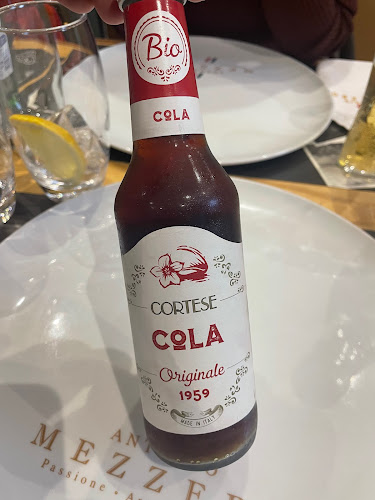 Bio
COLA
CORTESE
COLA
Originale
1959
MADE IN ITALY
MEZZE
Passione